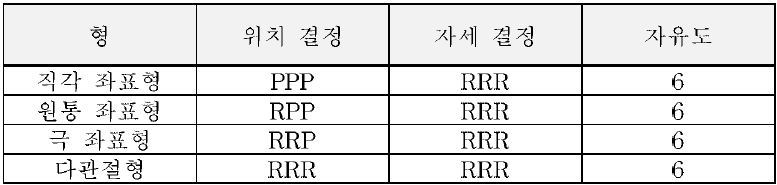 형 위치 결정 자세 결정 자유도
직각 좌표형 PPP RRR 6
원통 좌표형 RPP RRR 6
극 좌표형 RRP RRR 6
다관절형 RRR RRR 6